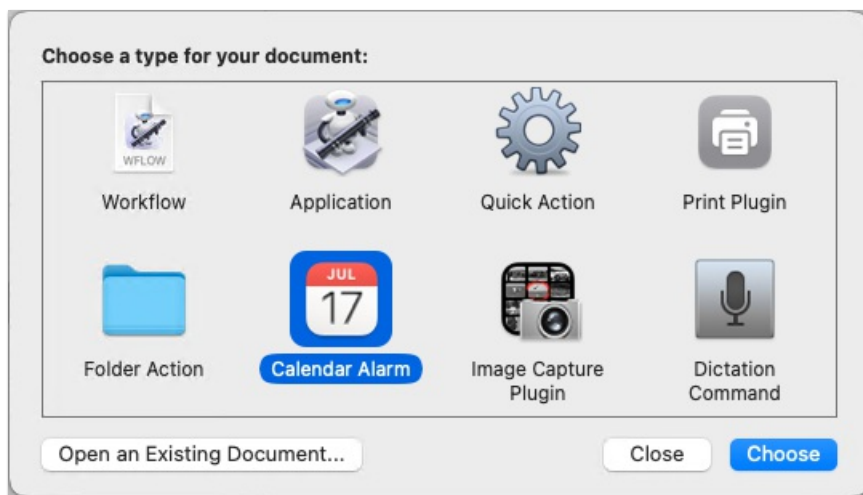 Choose a type for your document:
WFLOW
Workflow
Application
Quick Action
Print Plugin
JUL
17
Folder Action
Calendar Alarm
Image Capture
Plugin
Dictation
Command
Open an Existing Document...
Close
Choose